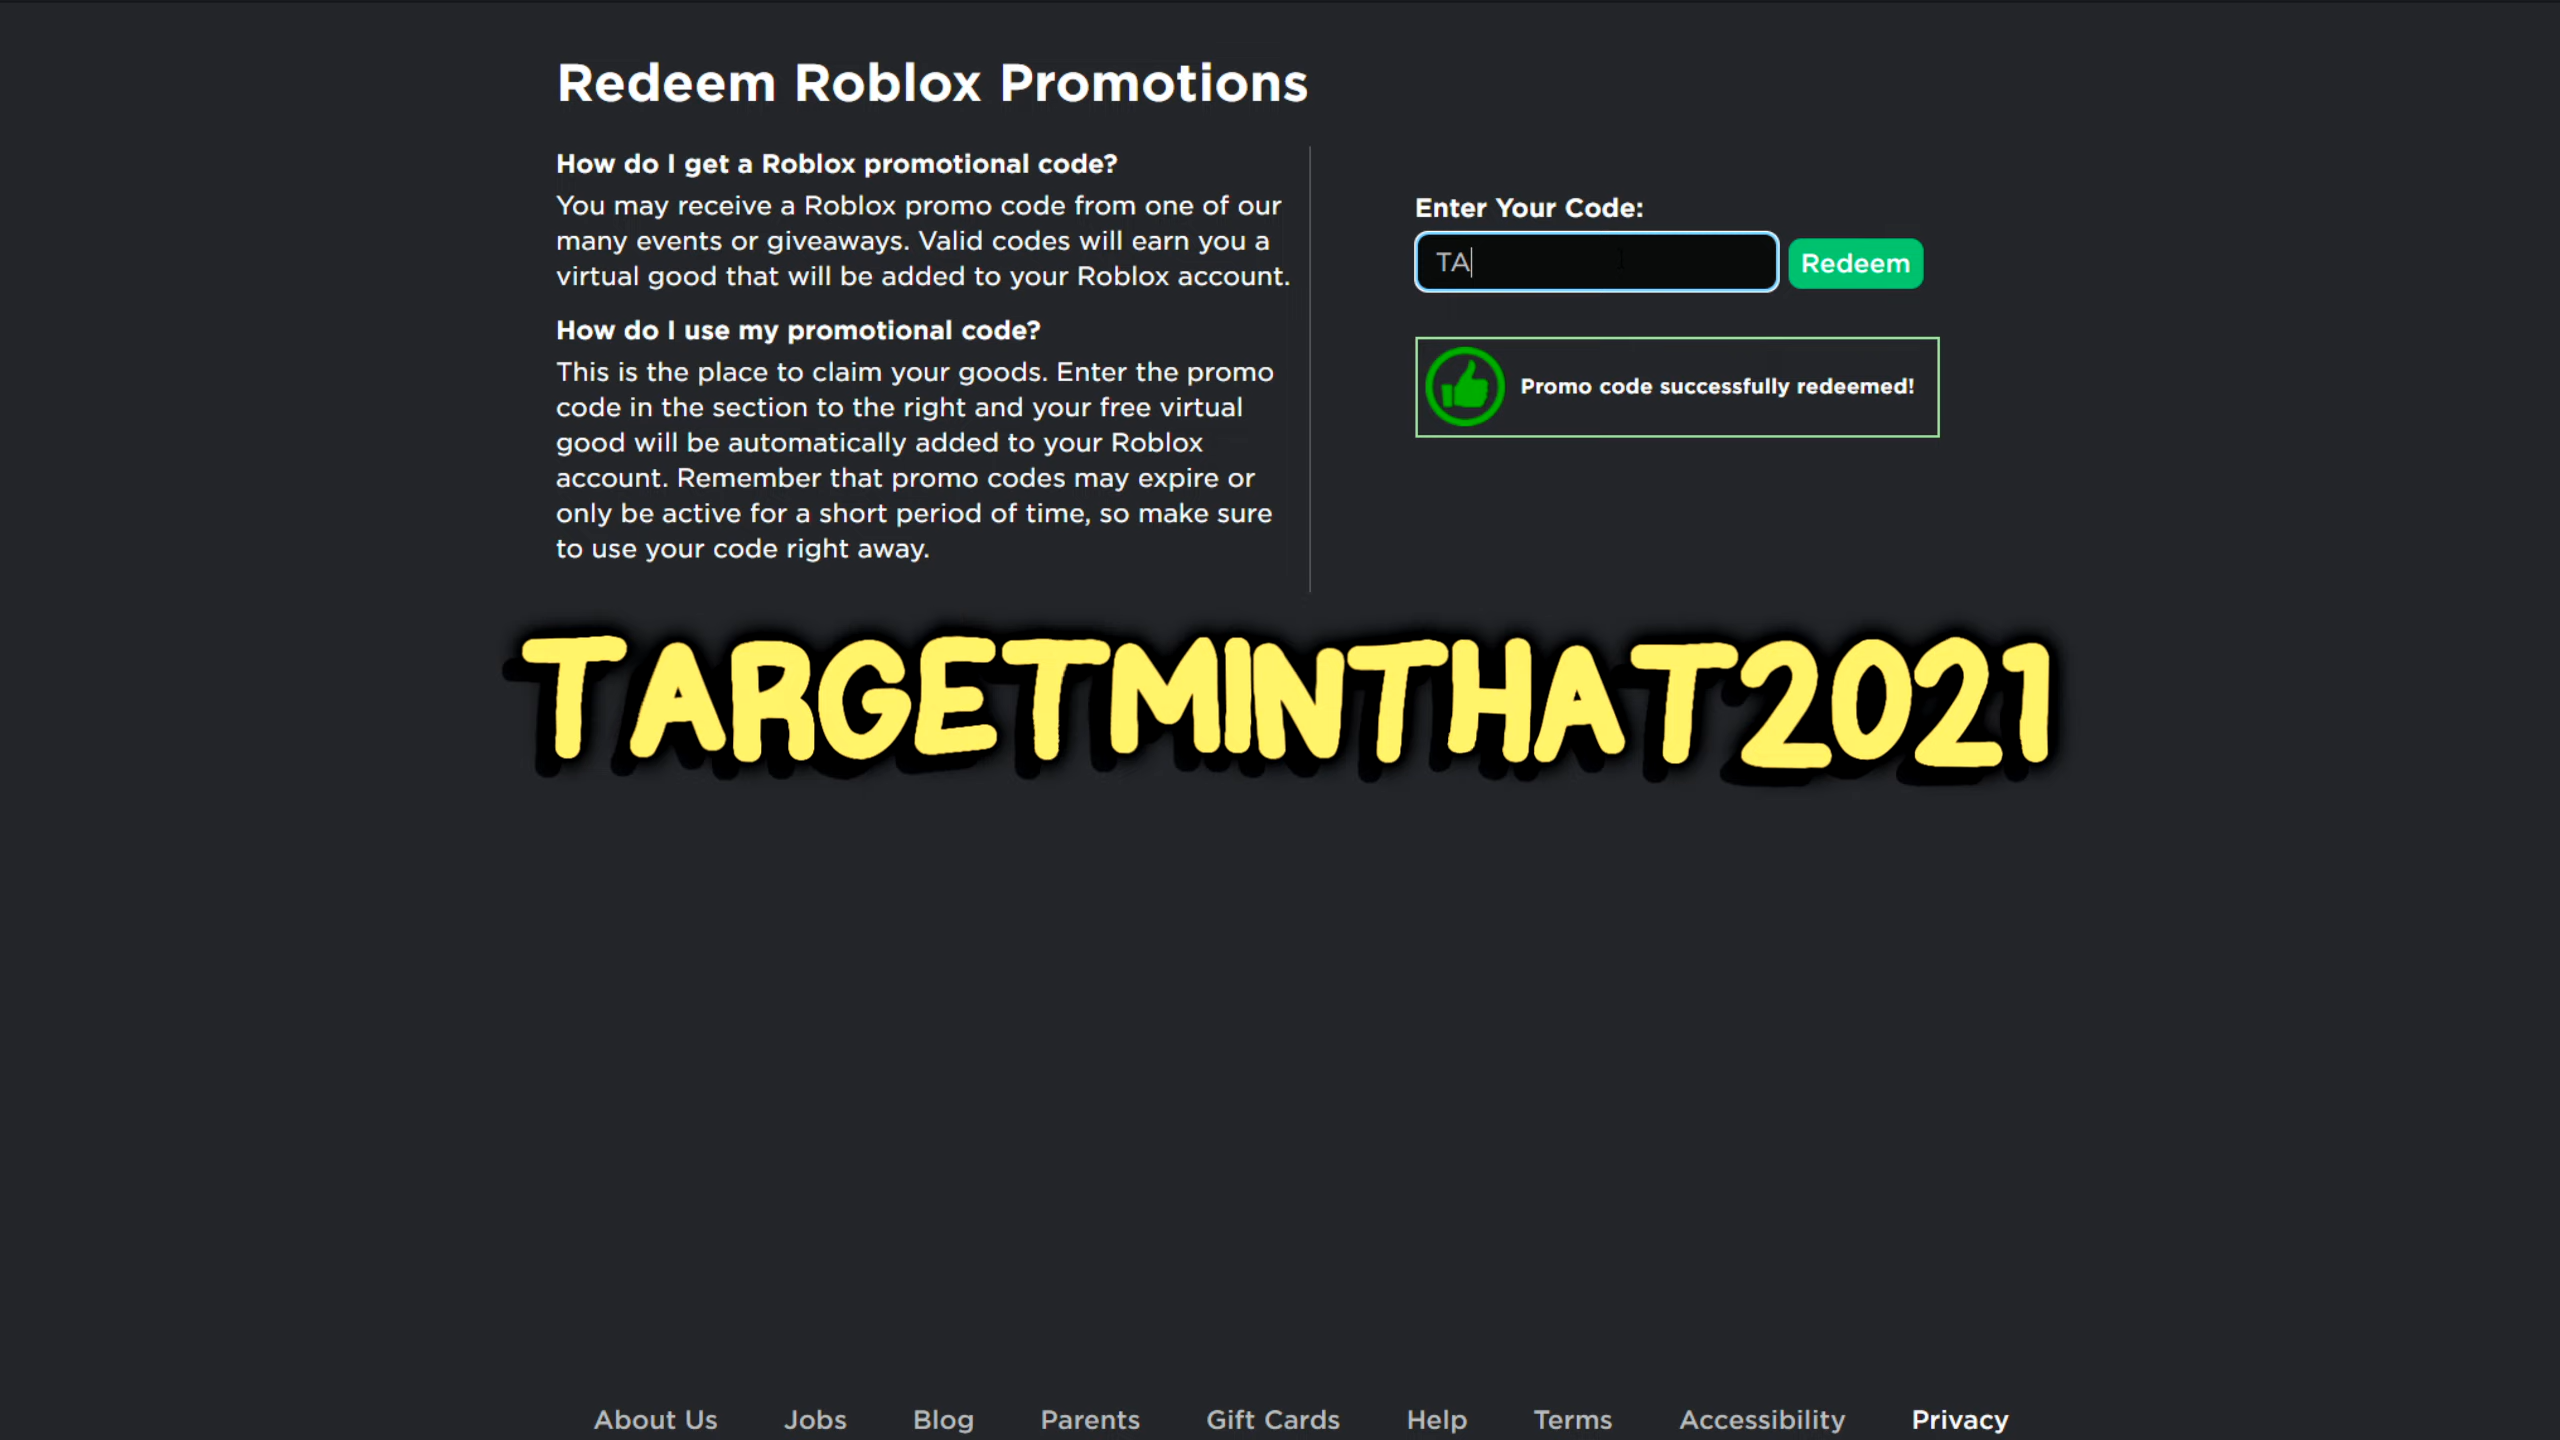 Redeem Roblox Promotions
How do I get a Roblox promotional code?
You may receive a Roblox promo code from one of our
many events or giveaways. Valid codes will earn you a
virtual good that will be added to your Roblox account.
How do I use my promotional code?
This is the place to claim your goods. Enter the promo
code in the section to the right and your free virtual
good will be automatically added to your Roblox
account. Remember that promo codes may expire or
only be active for a short period of time, so make sure
to use your code right away.
Enter Your Code:
TA
Redeem
Promo code successfully redeemed!
TARGETMINTHAT2021
About Us
Jobs
Blog
Parents
Gift Cards
Help
Terms
Accessibility
Privacy